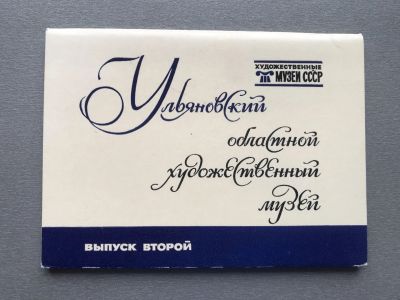 ХУДОЖЕСТВЕННЫЕ
МУЗЕИ СССР
Ульяновский
областной
художественный
музей
ВЫПУСК ВТОРОЙ